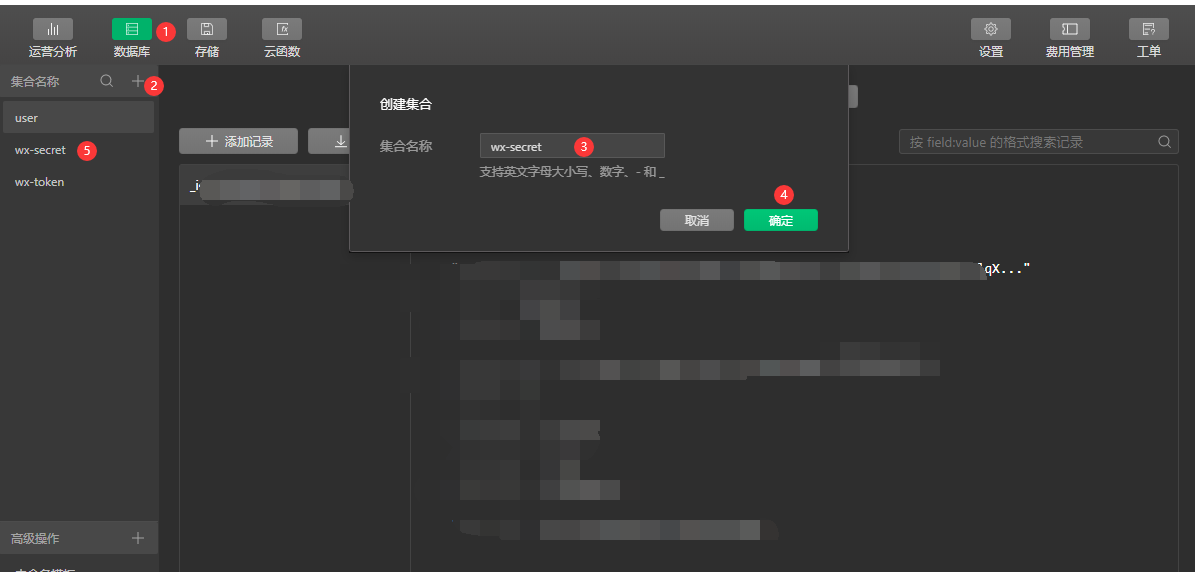 运营分析
数据库
1
存储
云函数
设置
费用管理
工单
集合名称
2
user
wx-secret 5
wx-token
创建集合
集合名称
wx-secret 3
支持英文字母大小写、数字、- 和 _
4
取消
确定
添加记录
按 field:value 的格式搜索记录
qX..."
高级操作